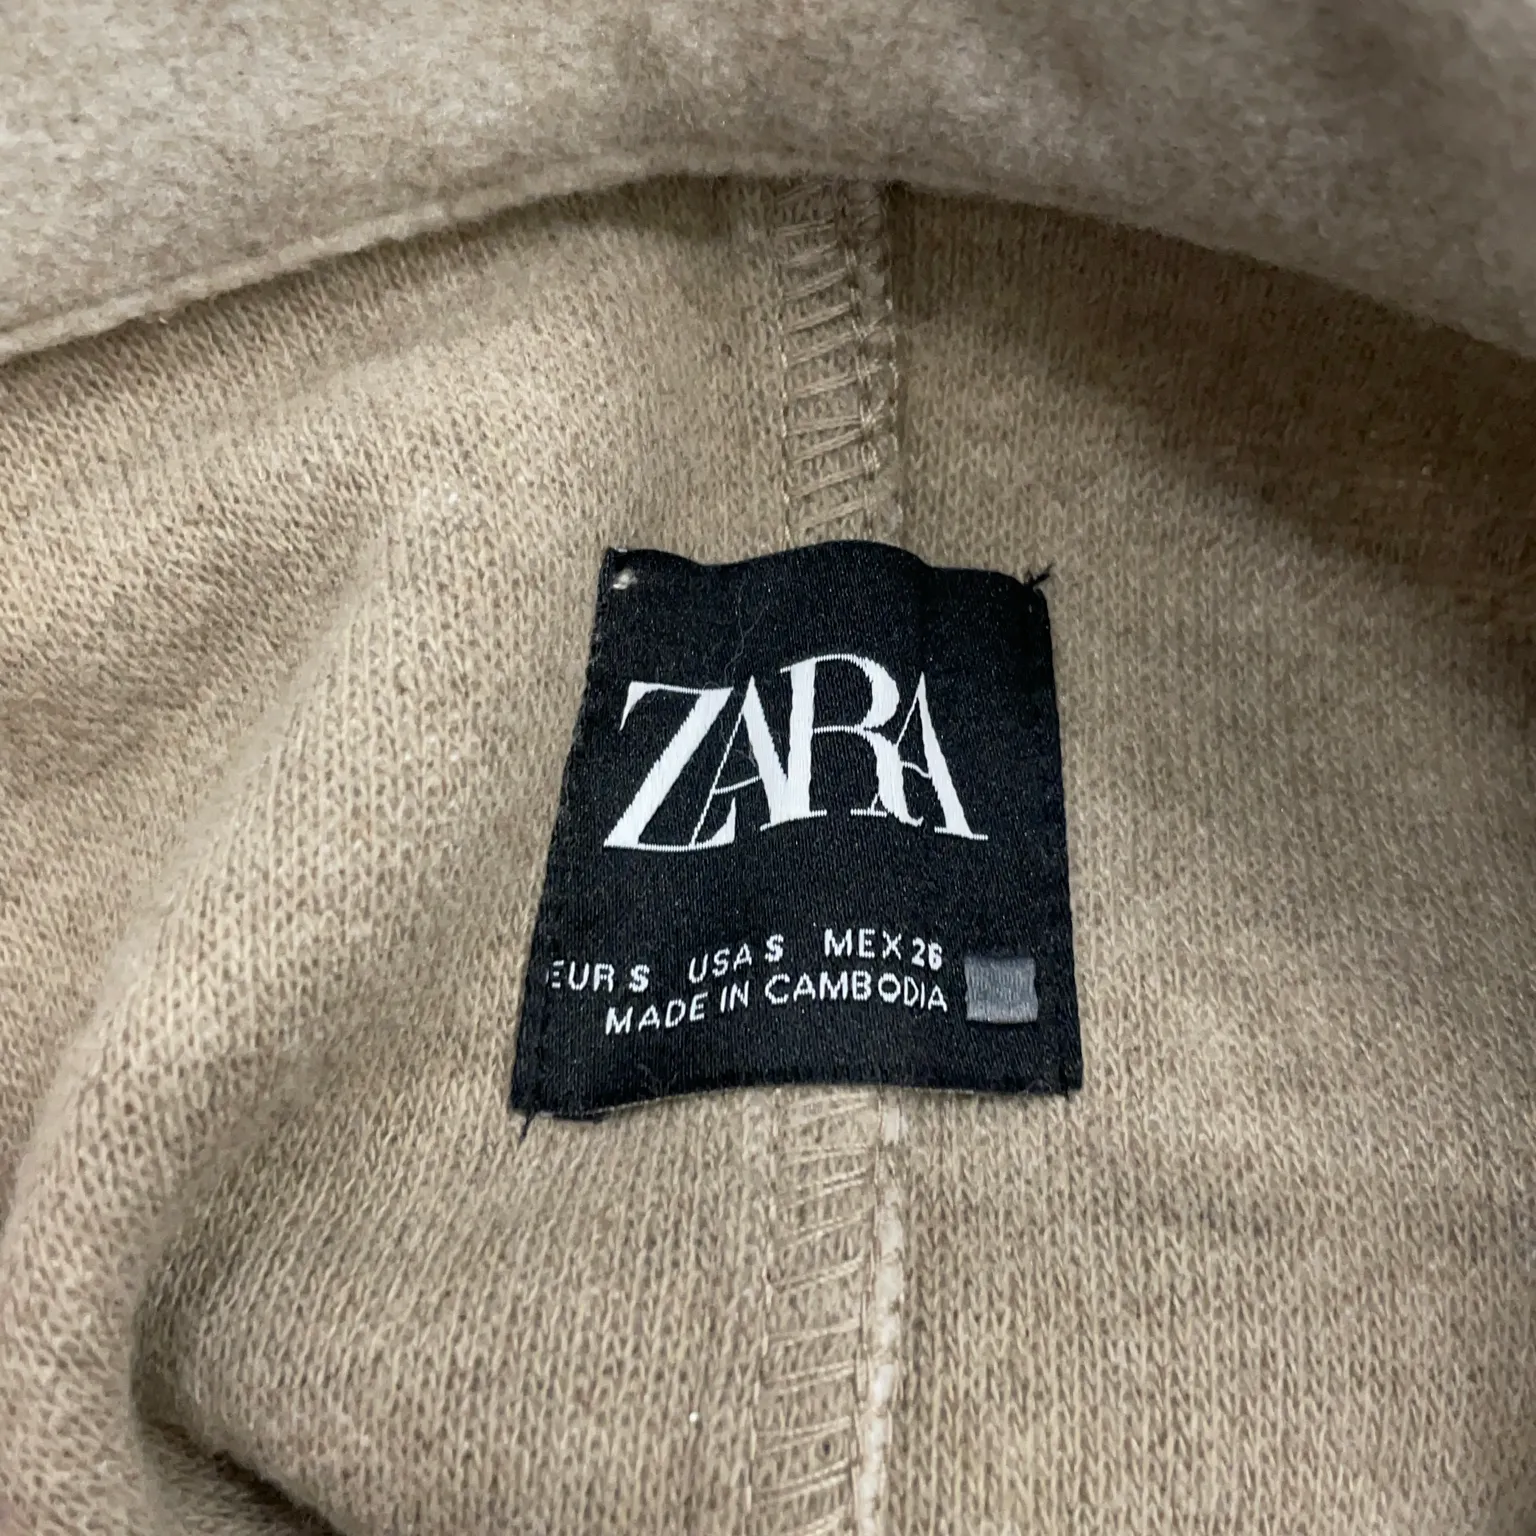 ZARA
EUR S USA S MEX 26
MADE IN CAMBODIA